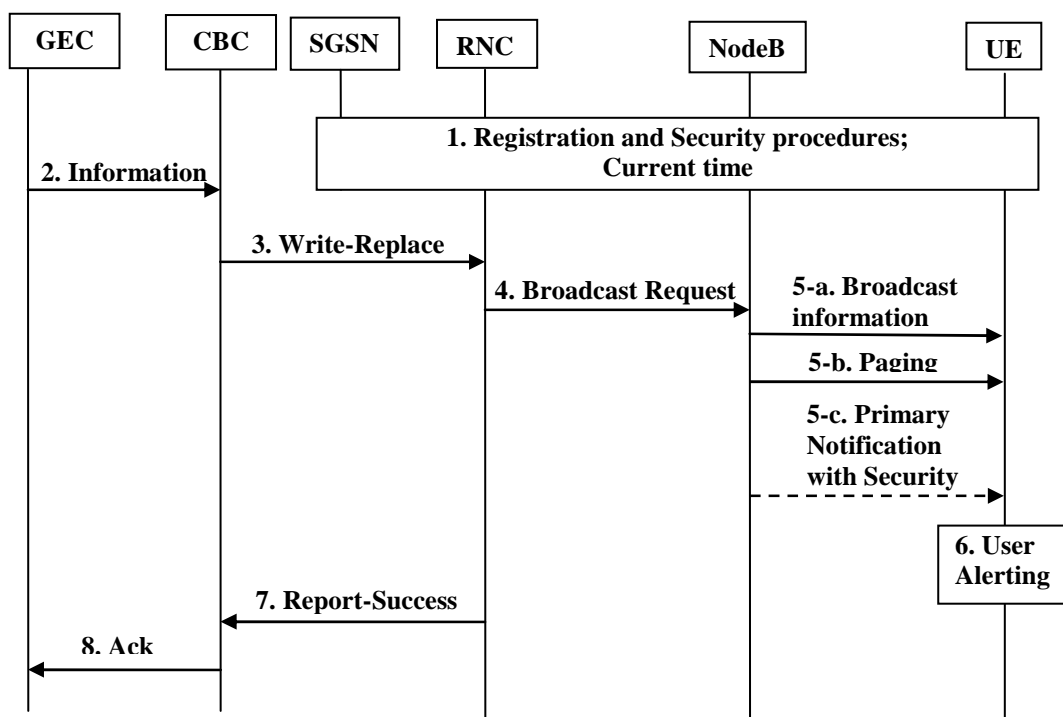 GEC
CBC
SGSN
RNC
NodeB
UE
1. Registration and Security procedures;
Current time
2. Information
3. Write-Replace
4. Broadcast Request
5-a. Broadcast
information
5-b. Paging
5-c. Primary
Notification
with Security
6. User
Alerting
7. Report-Success
8. Ack